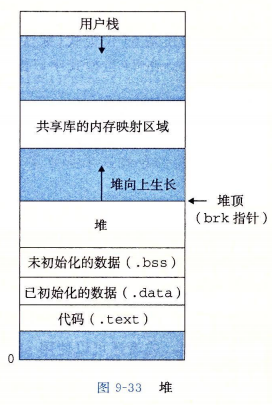 用户栈
共享库的内存映射区域
堆向上生长
堆顶
(brk 指针)
堆
未初始化的数据(.bss)
已初始化的数据(.data)
代码(.text)
0
图 9-33 堆